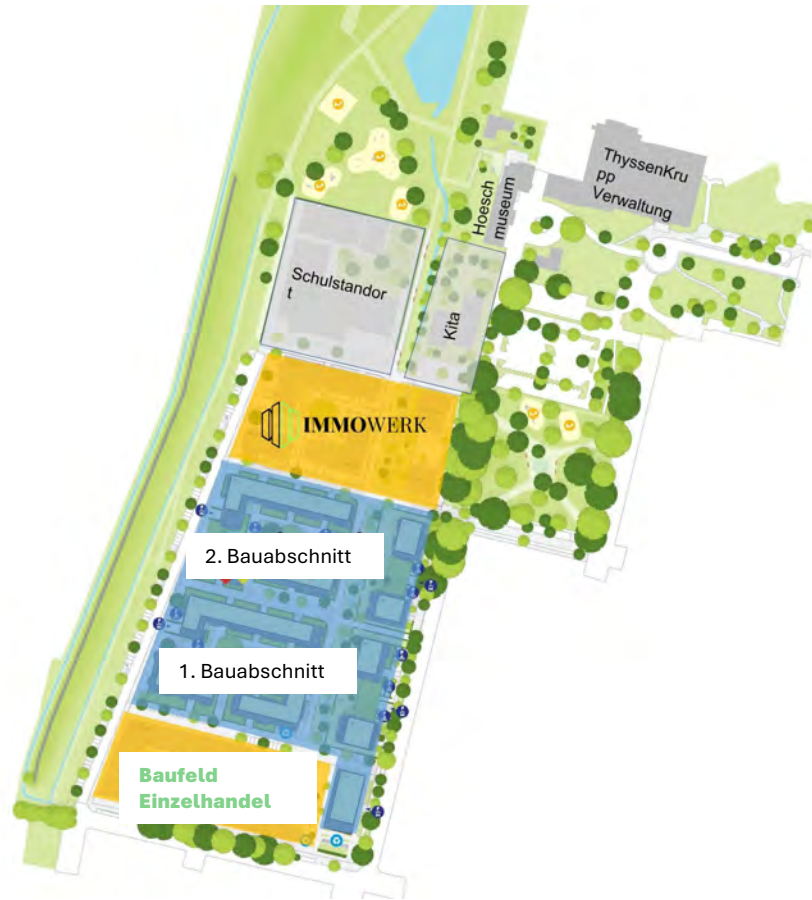 ThyssenKru
pp
Verwaltung
Hoesch
museum
Schulstandor
t
Kita
IMMOWERK
2. Bauabschnitt
1. Bauabschnitt
Baufeld
Einzelhandel